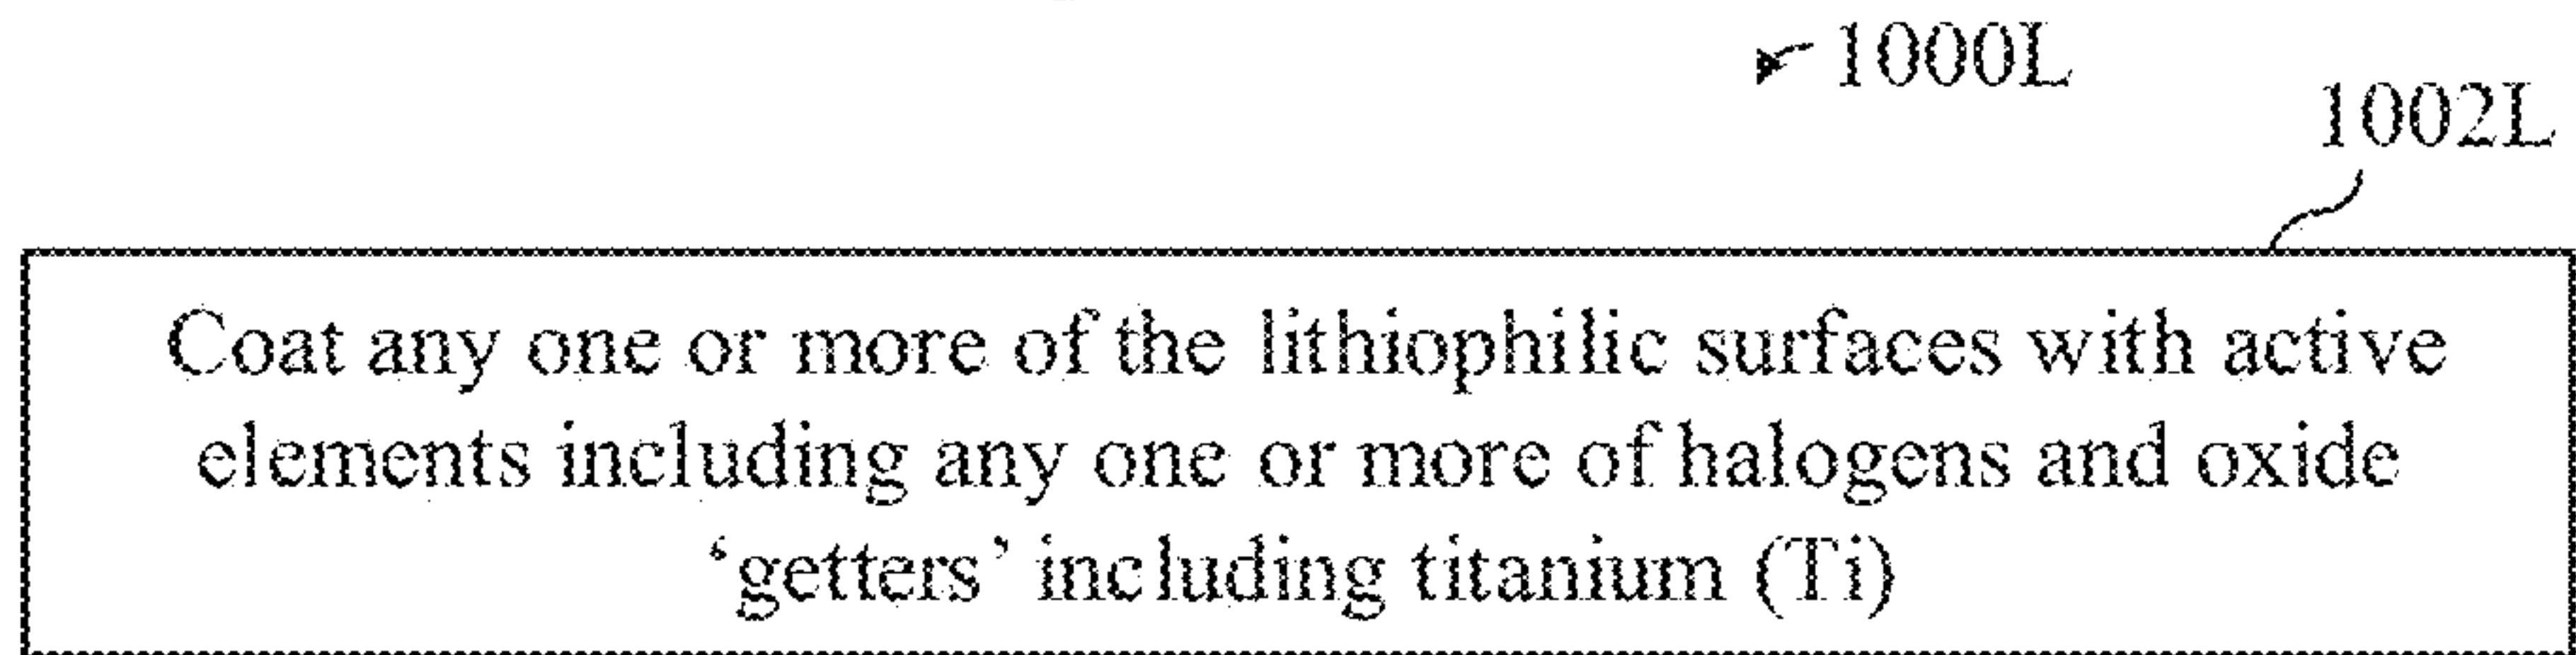 1000L
1002L
Coat any one or more of the lithiophilic surfaces with active
elements including any one or more of halogens and oxide
‘getters’ including titanium (Ti)